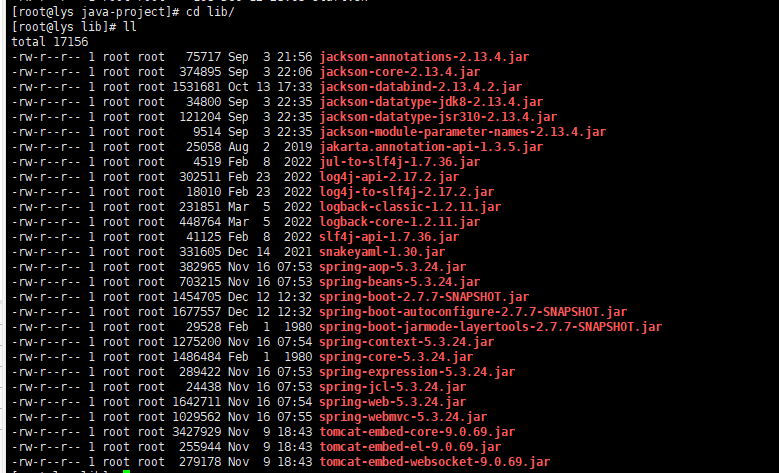 [root@lys java-project]# cd lib/
[root@lys lib]# ll
total 17156
-rw-r--r-- 1 root root   75717 Sep  3 21:56 jackson-annotations-2.13.4.jar
-rw-r--r-- 1 root root  374895 Sep  3 22:06 jackson-core-2.13.4.jar
-rw-r--r-- 1 root root 1531681 Oct 13 17:33 jackson-databind-2.13.4.2.jar
-rw-r--r-- 1 root root   34800 Sep  3 22:35 jackson-datatype-jdk8-2.13.4.jar
-rw-r--r-- 1 root root  121204 Sep  3 22:35 jackson-datatype-jsr310-2.13.4.jar
-rw-r--r-- 1 root root    9514 Sep  3 22:35 jackson-module-parameter-names-2.13.4.jar
-rw-r--r-- 1 root root   25058 Aug  2  2019 jakarta.annotation-api-1.3.5.jar
-rw-r--r-- 1 root root    4519 Feb  8  2022 jul-to-slf4j-1.7.36.jar
-rw-r--r-- 1 root root  302511 Feb 23  2022 log4j-api-2.17.2.jar
-rw-r--r-- 1 root root   18010 Feb 23  2022 log4j-to-slf4j-2.17.2.jar
-rw-r--r-- 1 root root  231851 Mar  5  2022 logback-classic-1.2.11.jar
-rw-r--r-- 1 root root  448764 Mar  5  2022 logback-core-1.2.11.jar
-rw-r--r-- 1 root root   41125 Feb  8  2022 slf4j-api-1.7.36.jar
-rw-r--r-- 1 root root  331605 Dec 14  2021 snakeyaml-1.30.jar
-rw-r--r-- 1 root root  382965 Nov 16 07:53 spring-aop-5.3.24.jar
-rw-r--r-- 1 root root  703215 Nov 16 07:53 spring-beans-5.3.24.jar
-rw-r--r-- 1 root root 1454705 Dec 12 12:32 spring-boot-2.7.7-SNAPSHOT.jar
-rw-r--r-- 1 root root 1677557 Dec 12 12:32 spring-boot-autoconfigure-2.7.7-SNAPSHOT.jar
-rw-r--r-- 1 root root   29528 Feb  1  1980 spring-boot-jarmode-layertools-2.7.7-SNAPSHOT.jar
-rw-r--r-- 1 root root 1275200 Nov 16 07:54 spring-context-5.3.24.jar
-rw-r--r-- 1 root root 1486484 Feb  1  1980 spring-core-5.3.24.jar
-rw-r--r-- 1 root root  289422 Nov 16 07:53 spring-expression-5.3.24.jar
-rw-r--r-- 1 root root   24438 Nov 16 07:53 spring-jcl-5.3.24.jar
-rw-r--r-- 1 root root 1642711 Nov 16 07:54 spring-web-5.3.24.jar
-rw-r--r-- 1 root root 1029562 Nov 16 07:55 spring-webmvc-5.3.24.jar
-rw-r--r-- 1 root root 3427929 Nov  9 18:43 tomcat-embed-core-9.0.69.jar
-rw-r--r-- 1 root root  255944 Nov  9 18:43 tomcat-embed-el-9.0.69.jar
-rw-r--r-- 1 root root  279178 Nov  9 18:43 tomcat-embed-websocket-9.0.69.jar